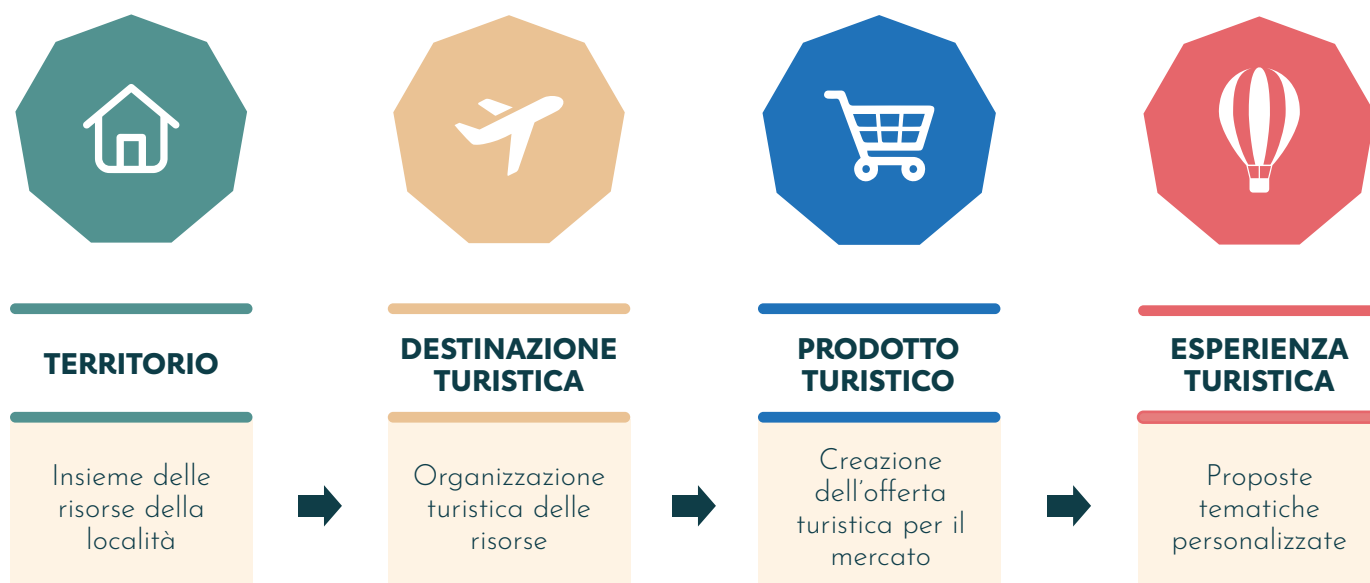 TERRITORIO
Insieme delle
risorse della
località
DESTINAZIONE
TURISTICA
Organizzazione
turistica delle
risorse
PRODOTTO
TURISTICO
Creazione
dell'offerta
turistica per il
mercato
ESPERIENZA
TURISTICA
Proposte
tematiche
personalizzate